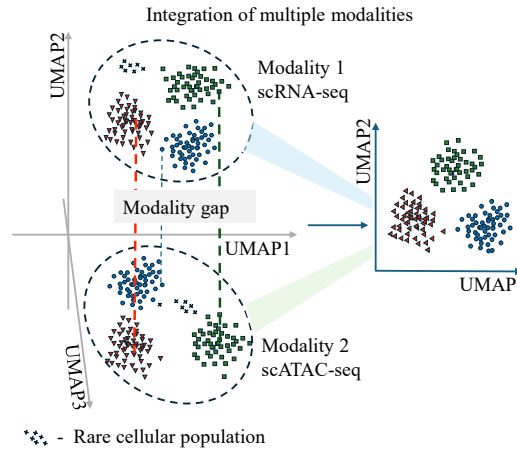 Integration of multiple modalities
UMAP2
Modality 1
scRNA-seq
UMAP2
Modality gap
UMAP1
UMAP
Modality 2
scATAC-seq
UMAP3
- Rare cellular population